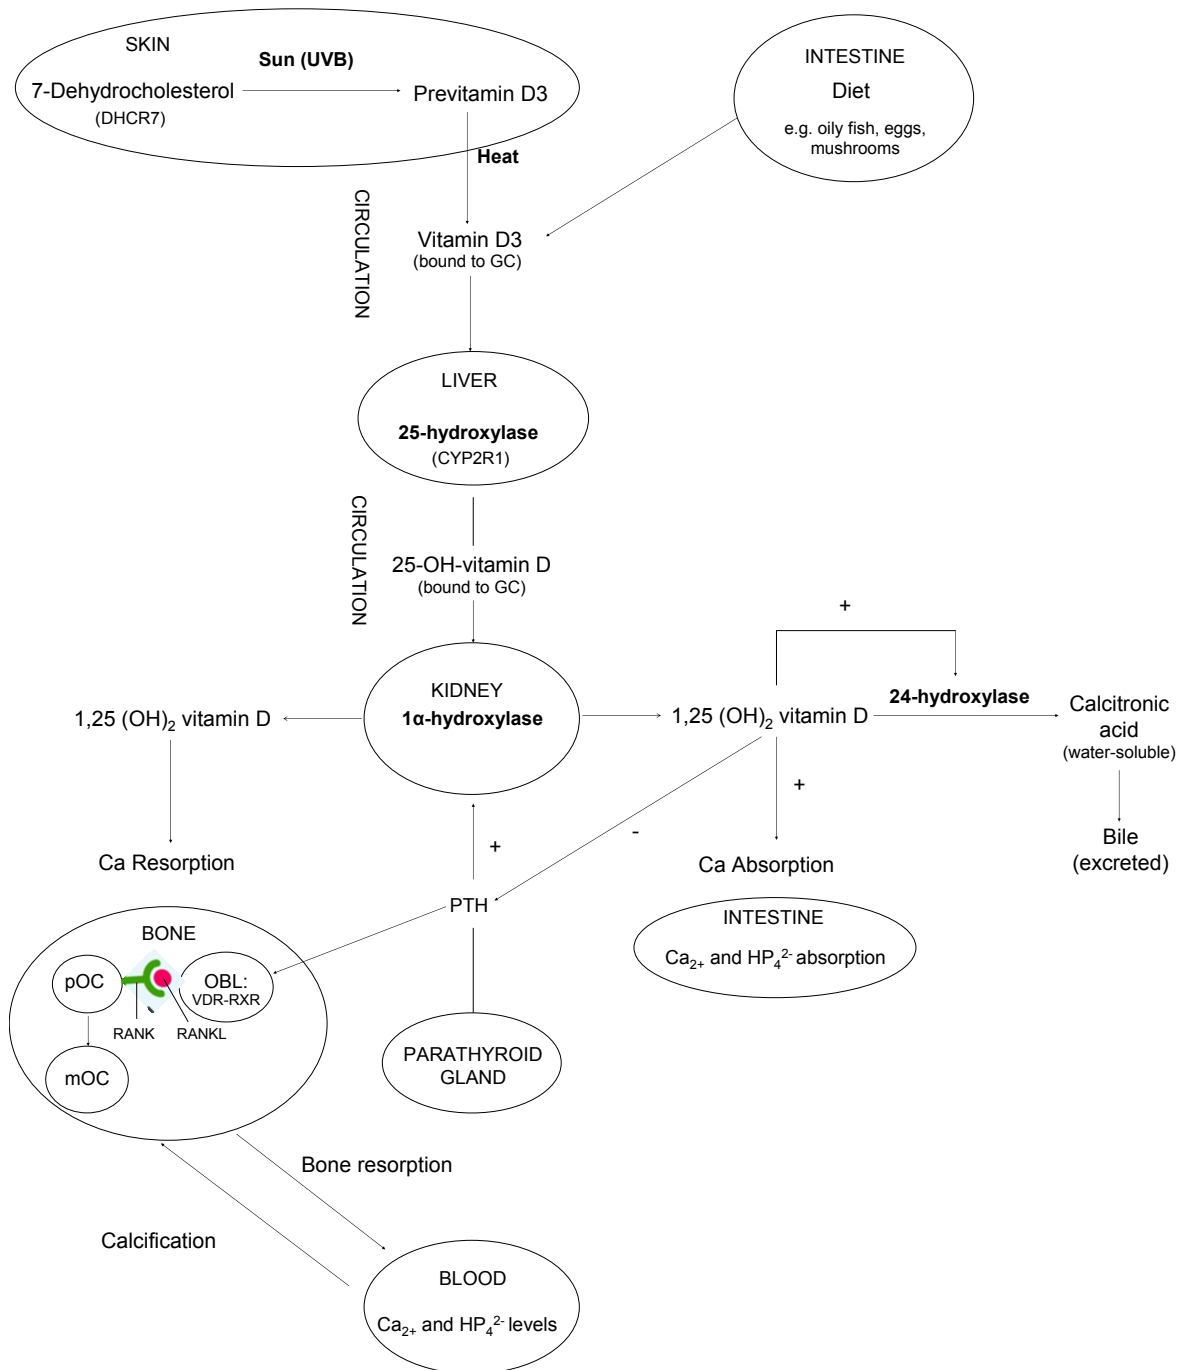 SKIN
Sun (UVB)
7-Dehydrocholesterol
(DHCR7)
Previtamin D3
Heat
INTESTINE
Diet
e.g. oily fish, eggs,
mushrooms
CIRCULATION
Vitamin D3
(bound to GC)
LIVER
25-hydroxylase
(CYP2R1)
CIRCULATION
25-OH-vitamin D
(bound to GC)
KIDNEY
1α-hydroxylase
1,25 (OH)₂ vitamin D
1,25 (OH)₂ vitamin D
+
24-hydroxylase
Calcitronic
acid
(water-soluble)
Bile
(excreted)
+
-
+
Ca Resorption
Ca Absorption
PTH
INTESTINE
Ca₂₊ and HP₄²⁻ absorption
BONE
pOC
OBL:
VDR-RXR
RANK
RANKL
mOC
PARATHYROID
GLAND
Bone resorption
Calcification
BLOOD
Ca₂₊ and HP₄²⁻ levels